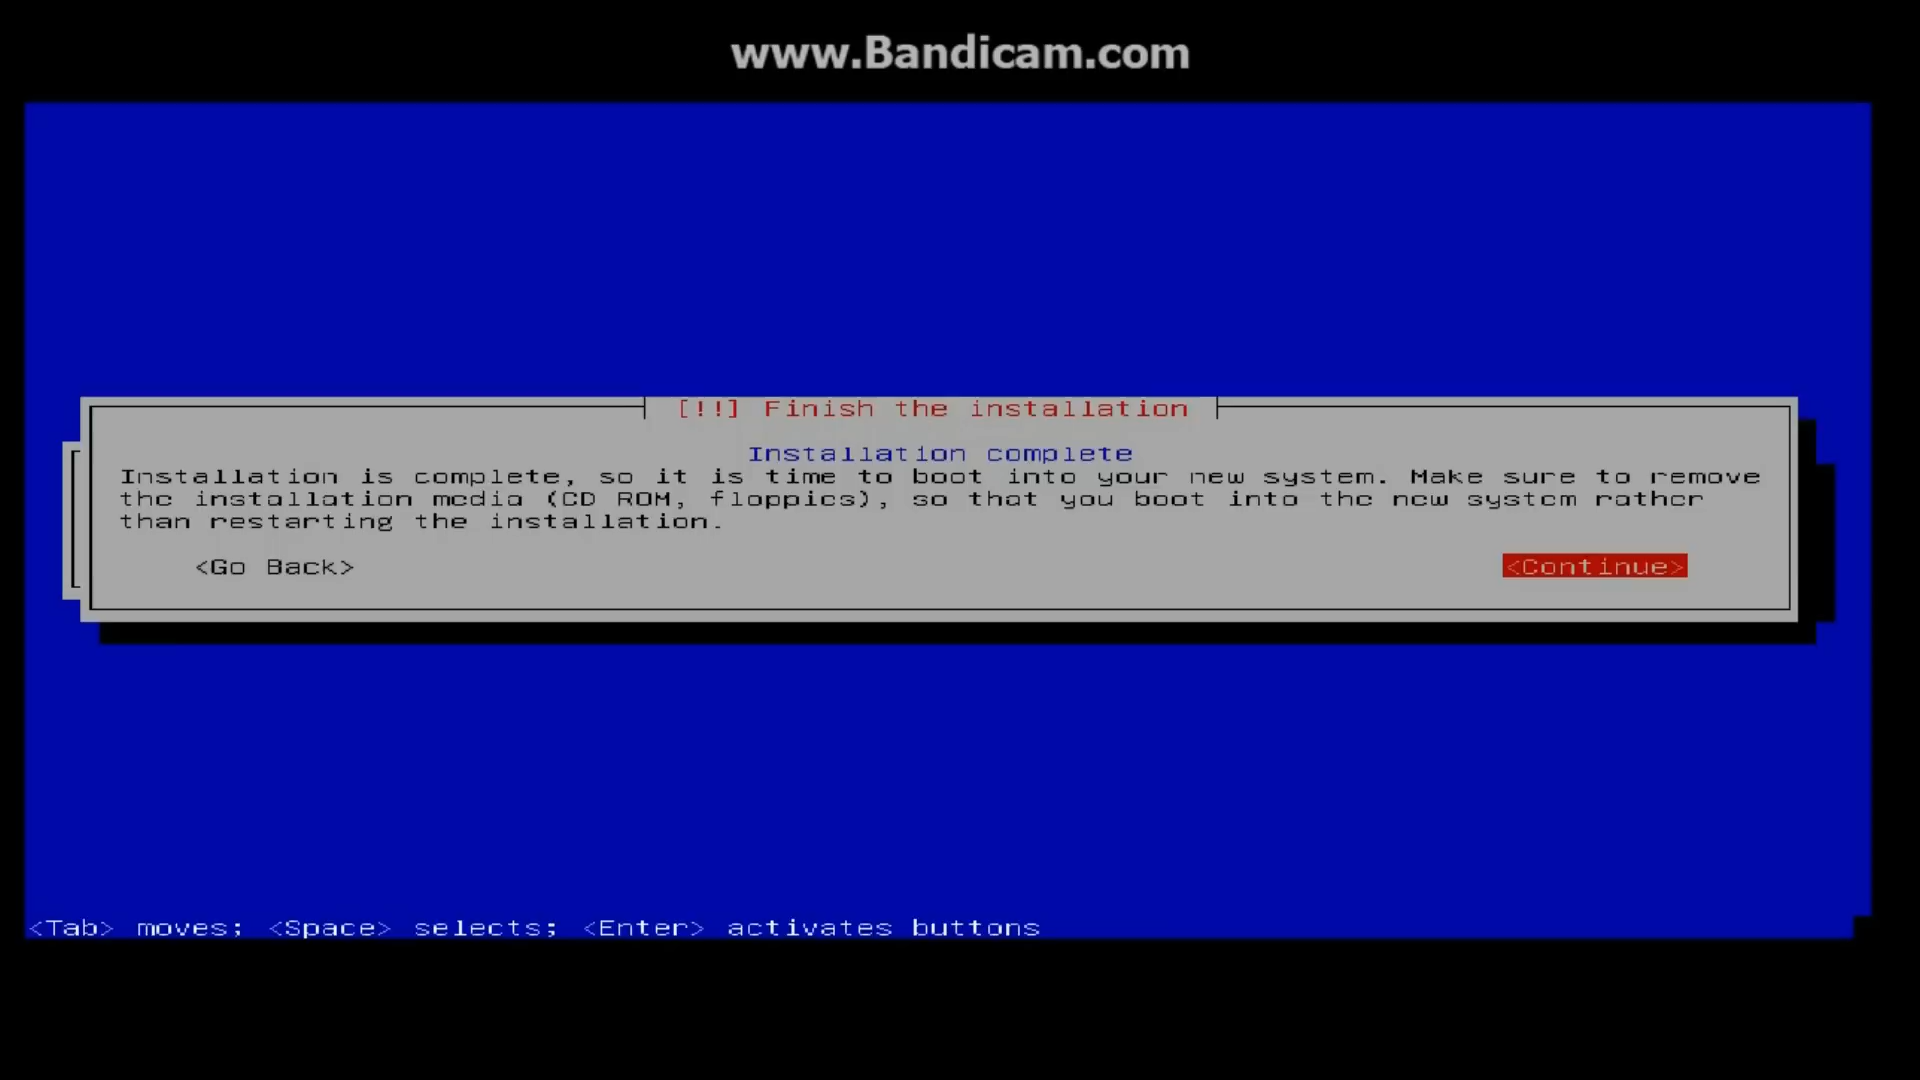 www.Bandicam.com
[!!] Finish the installation
Installation complete
Installation is complete, so it is time to boot into your new system. Make sure to remove
the installation media (CD ROM, floppies), so that you boot into the new system rather
than restarting the installation.
<Go Back> <Continue>
<Tab> moves; <Space> selects; <Enter> activates buttons